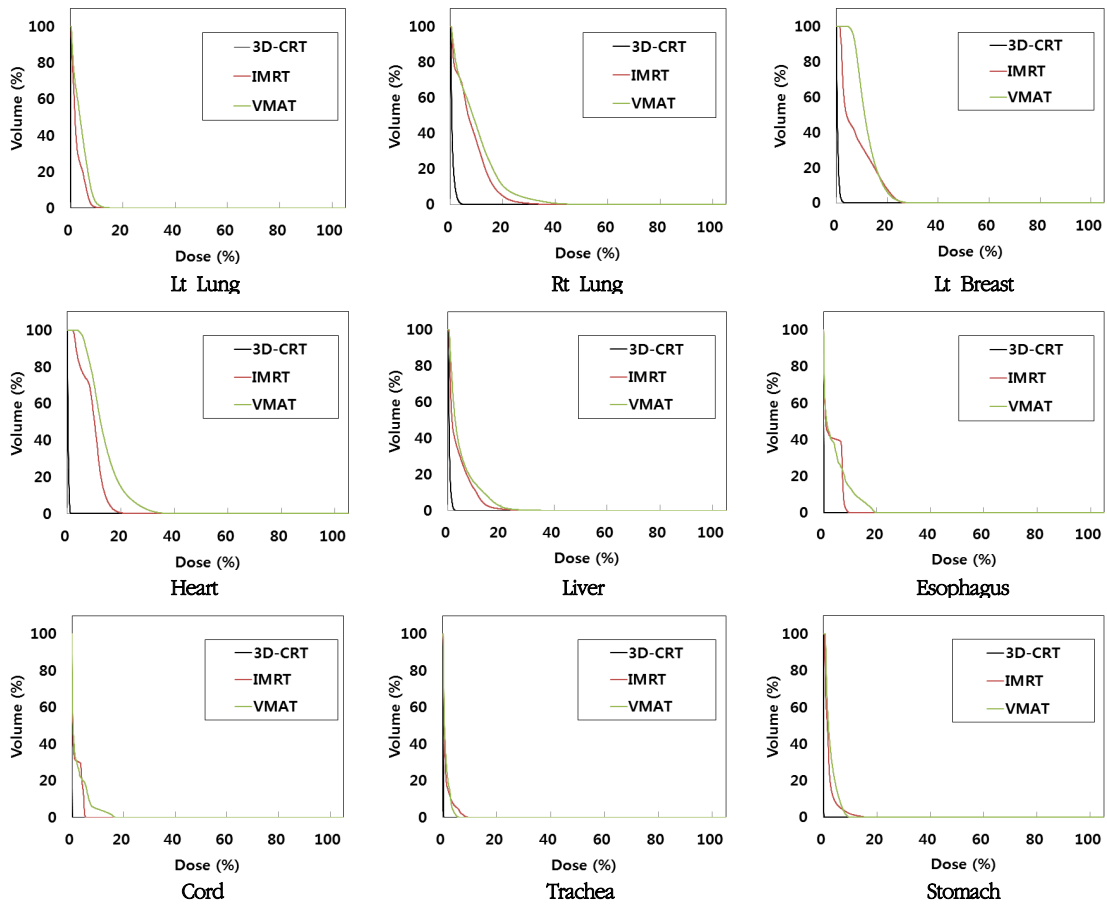 100
80
60
40
20
0
Volume (%)
3D-CRT
IMRT
VMAT
0 20 40 60 80 100
Dose (%)
Lt Lung
100
80
60
40
20
0
Volume (%)
3D-CRT
IMRT
VMAT
0 20 40 60 80 100
Dose (%)
Rt Lung
100
80
60
40
20
0
Volume (%)
3D-CRT
IMRT
VMAT
0 20 40 60 80 100
Dose (%)
Lt Breast
100
80
60
40
20
0
Volume (%)
3D-CRT
IMRT
VMAT
0 20 40 60 80 100
Dose (%)
Heart
100
80
60
40
20
0
Volume (%)
3D-CRT
IMRT
VMAT
0 20 40 60 80 100
Dose (%)
Liver
100
80
60
40
20
0
Volume (%)
3D-CRT
IMRT
VMAT
0 20 40 60 80 100
Dose (%)
Esophagus
100
80
60
40
20
0
Volume (%)
3D-CRT
IMRT
VMAT
0 20 40 60 80 100
Dose (%)
Cord
100
80
60
40
20
0
Volume (%)
3D-CRT
IMRT
VMAT
0 20 40 60 80 100
Dose (%)
Trachea
100
80
60
40
20
0
Volume (%)
3D-CRT
IMRT
VMAT
0 20 40 60 80 100
Dose (%)
Stomach